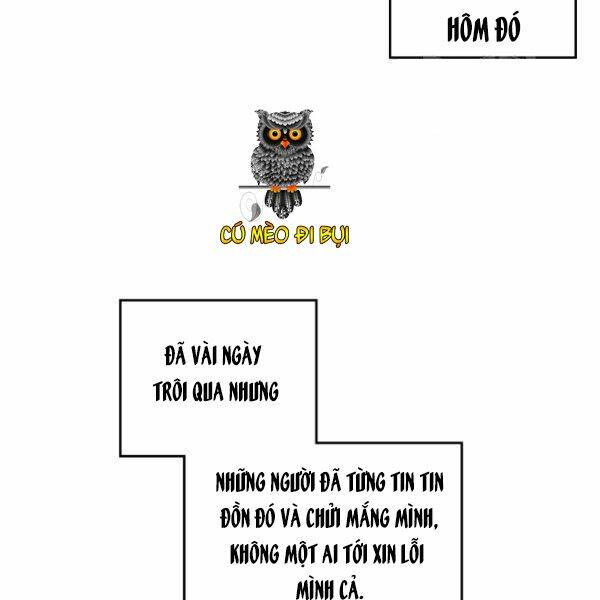 HÔM ĐÓ
CÚ MÈO ĐI BỤI
ĐÃ VÀI NGÀY
TRÔI QUA NHƯNG
NHỮNG NGƯỜI ĐÃ TỪNG TIN TIN
ĐỒN ĐÓ VÀ CHỬI MẮNG MÌNH,
KHÔNG MỘT AI TỚI XIN LỖI
MÌNH CẢ.